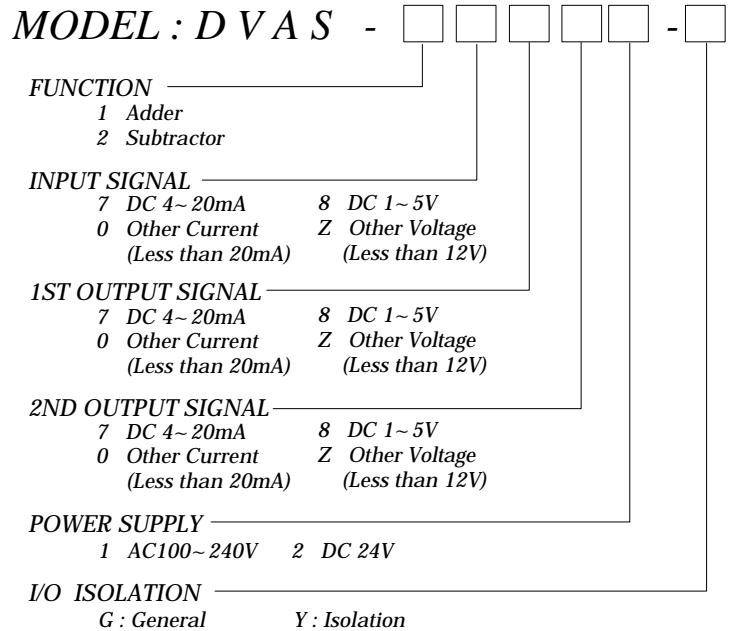 MODEL : D V A S - □ □ □ □ □ - □
FUNCTION
1 Adder
2 Subtractor
INPUT SIGNAL
7 DC 4~20mA 8 DC 1~5V
0 Other Current Z Other Voltage
(Less than 20mA) (Less than 12V)
1ST OUTPUT SIGNAL
7 DC 4~20mA 8 DC 1~5V
0 Other Current Z Other Voltage
(Less than 20mA) (Less than 12V)
2ND OUTPUT SIGNAL
7 DC 4~20mA 8 DC 1~5V
0 Other Current Z Other Voltage
(Less than 20mA) (Less than 12V)
POWER SUPPLY
1 AC100~240V 2 DC 24V
I/O ISOLATION
G : General Y : Isolation